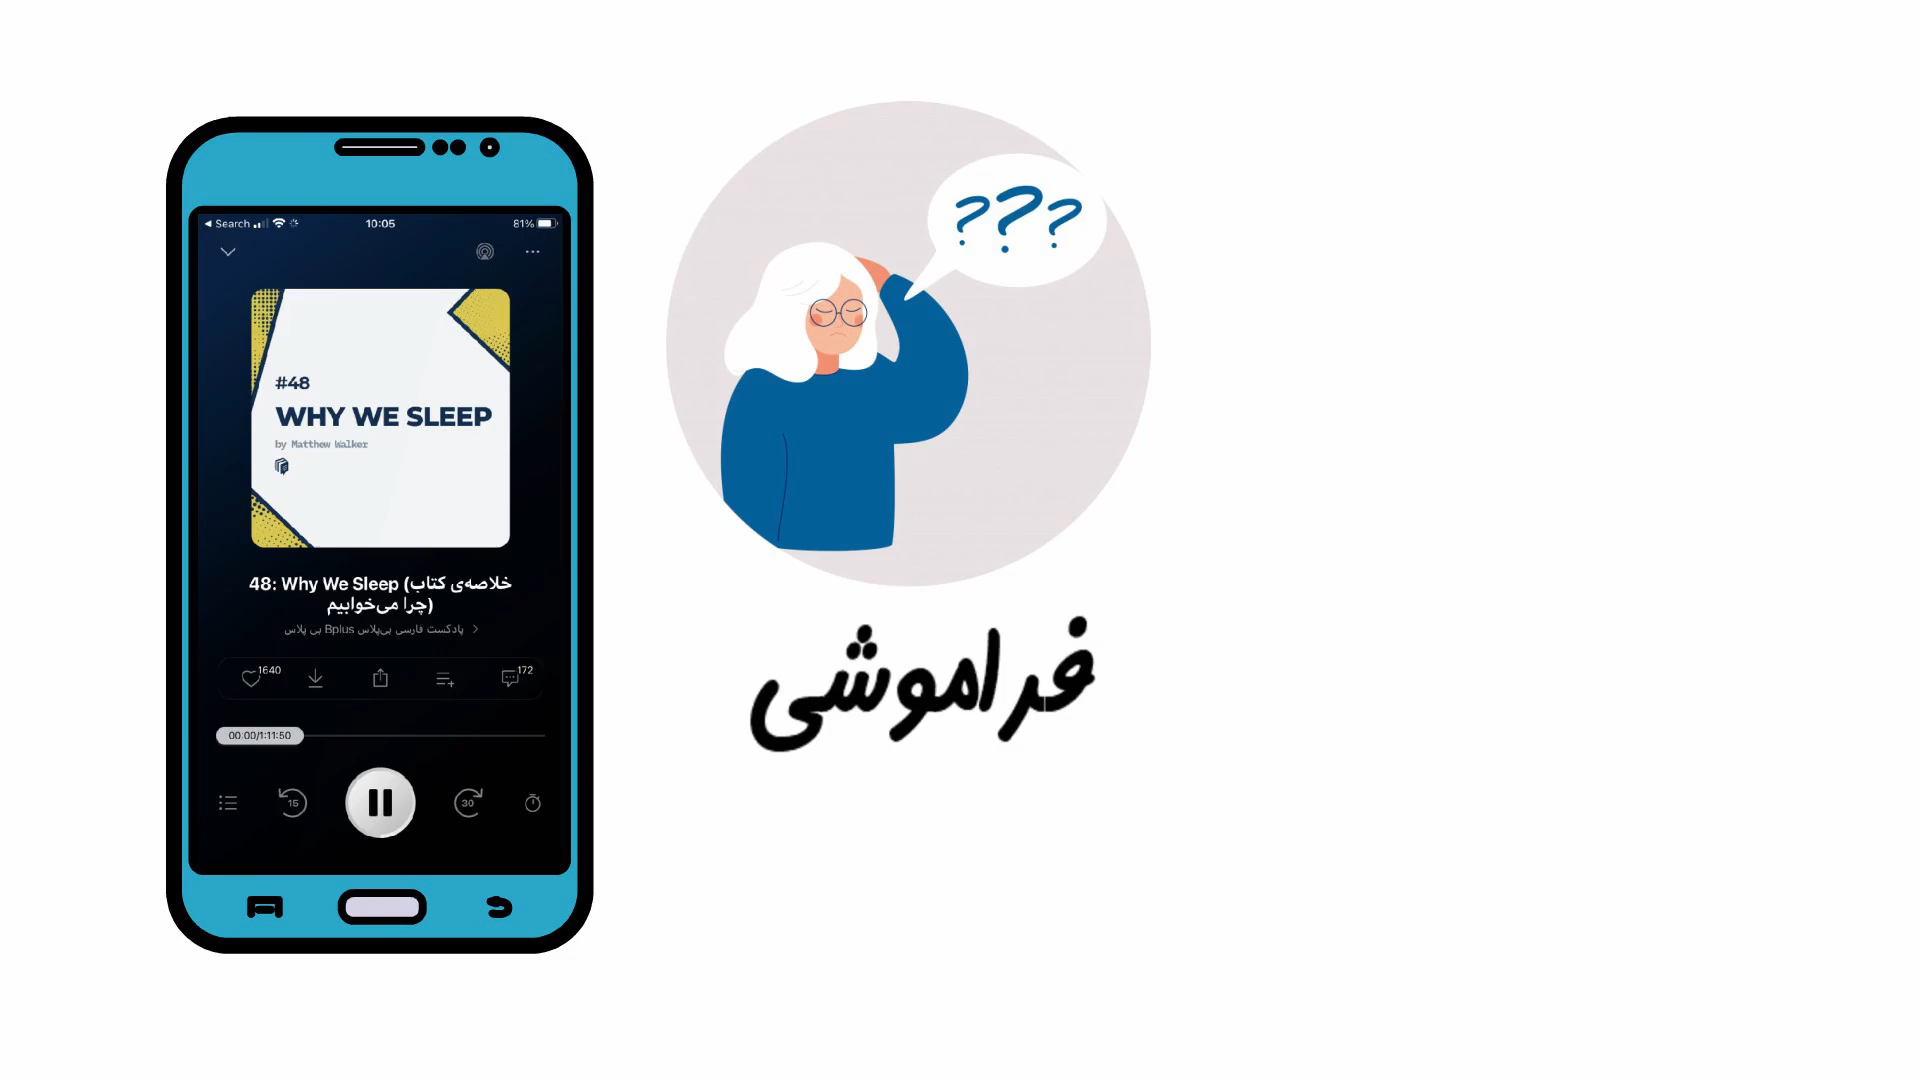 Search
10:05
81%
#48
WHY WE SLEEP
by Matthew Walker
48: Why We Sleep (خلاصه‌ی کتاب
چرا می‌خوابیم)
پادکست فارسی بی‌پلاس Bplus بی پلاس
1640
172
00:00/1:11:50
15
30
???
فراموشی